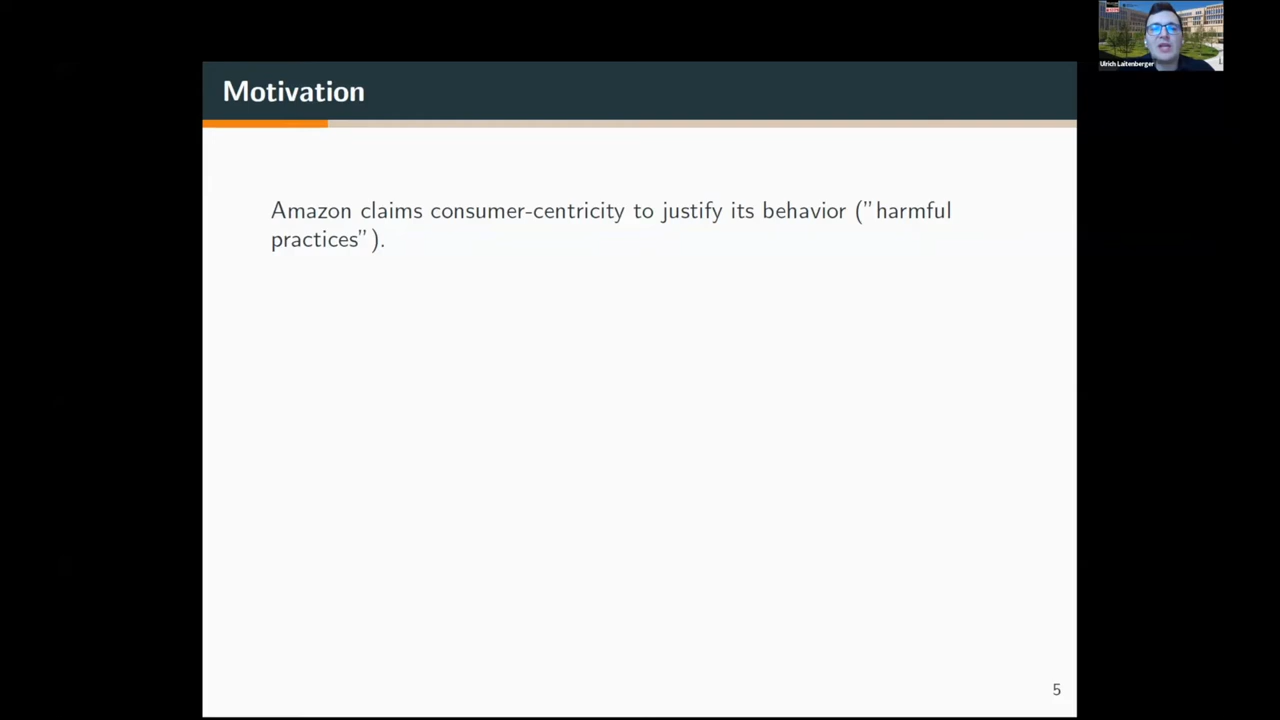 Ulrich Laitenberger
Motivation
Amazon claims consumer-centricity to justify its behavior ("harmful
practices").
5